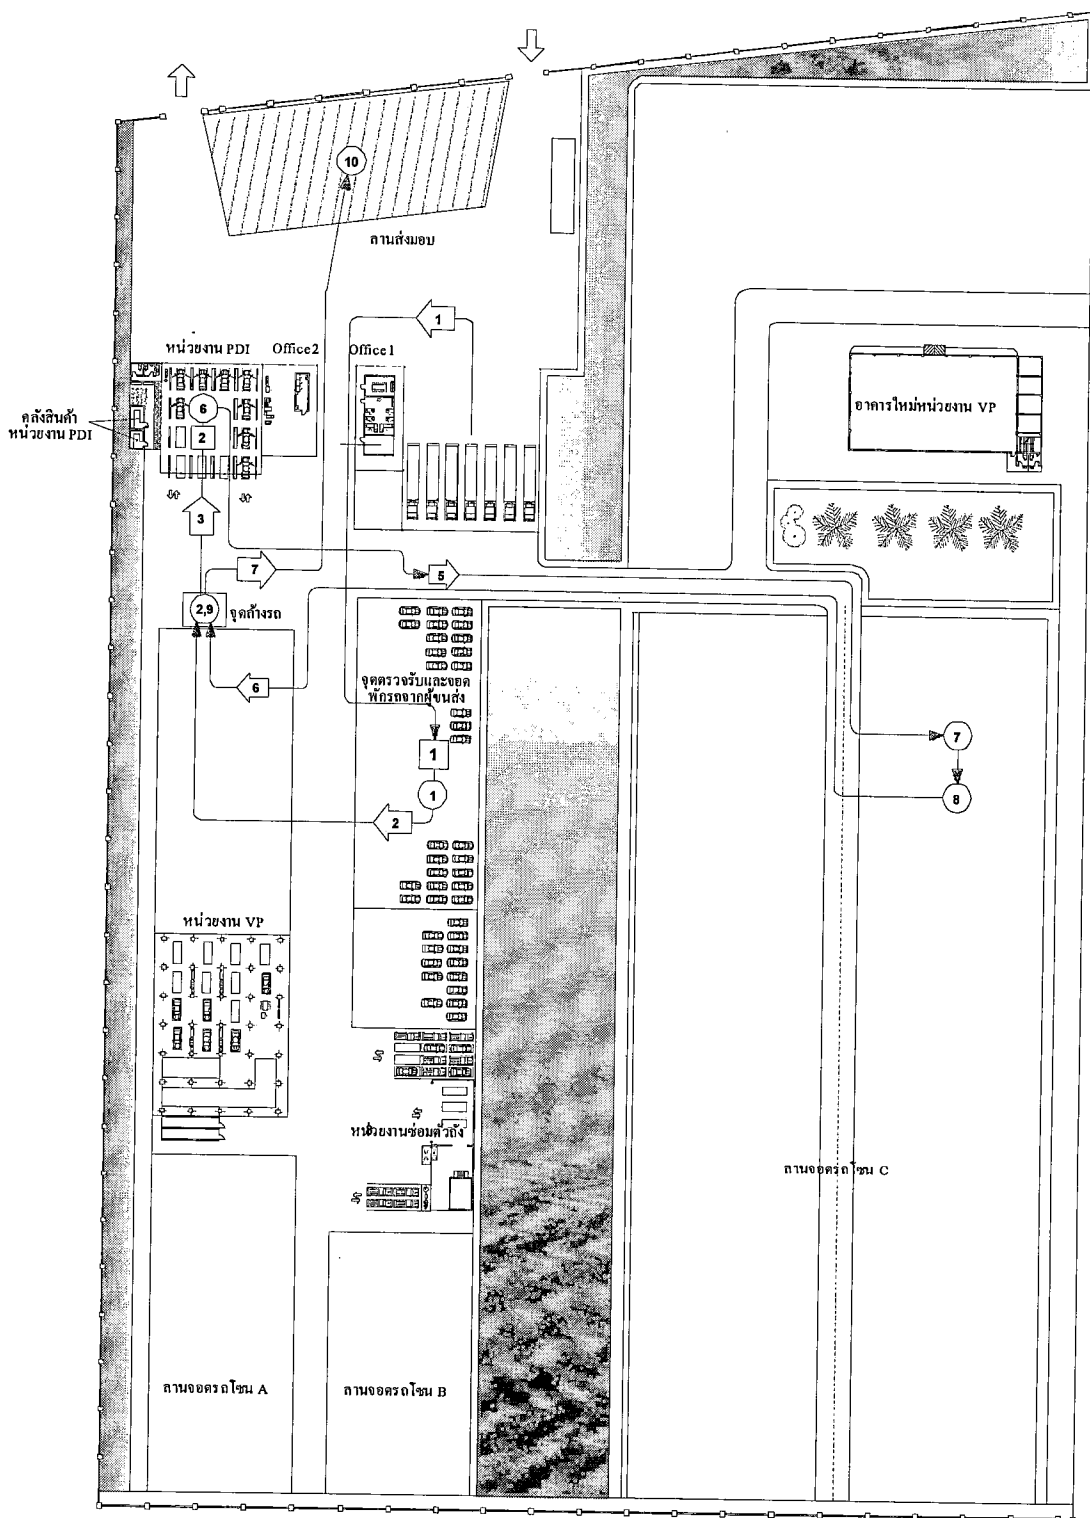 10
ลานส่งมอบ
1
หน่วยงาน PDI
Office2
Office1
6
คลังสินค้า
หน่วยงาน PDI
2
อาคารใหม่หน่วยงาน VP
3
7
5
2,9
จุดล้างรถ
6
จุดตรวจรับและจอด
พักรถจากผู้ขนส่ง
7
1
1
8
2
หน่วยงาน VP
หน่วยงานซ่อมตัวถัง
ลานจอดรถโซน C
ลานจอดรถโซน A
ลานจอดรถโซน B